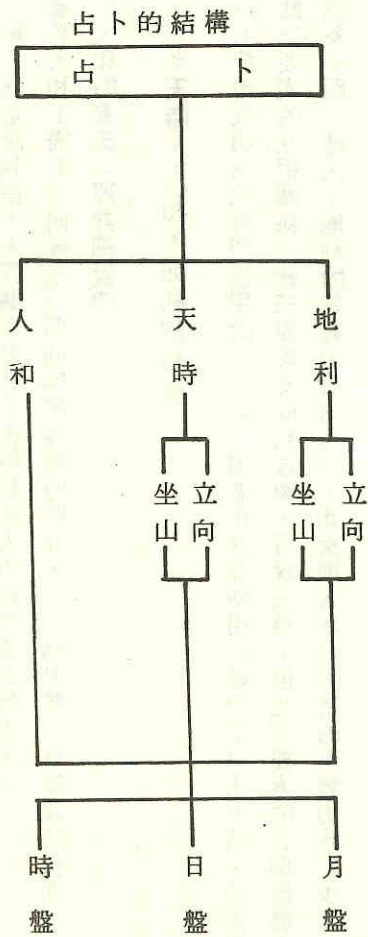 占卜的結構
占卜
地利
天時
人和
立向
坐山
立向
坐山
月盤
日盤
時盤